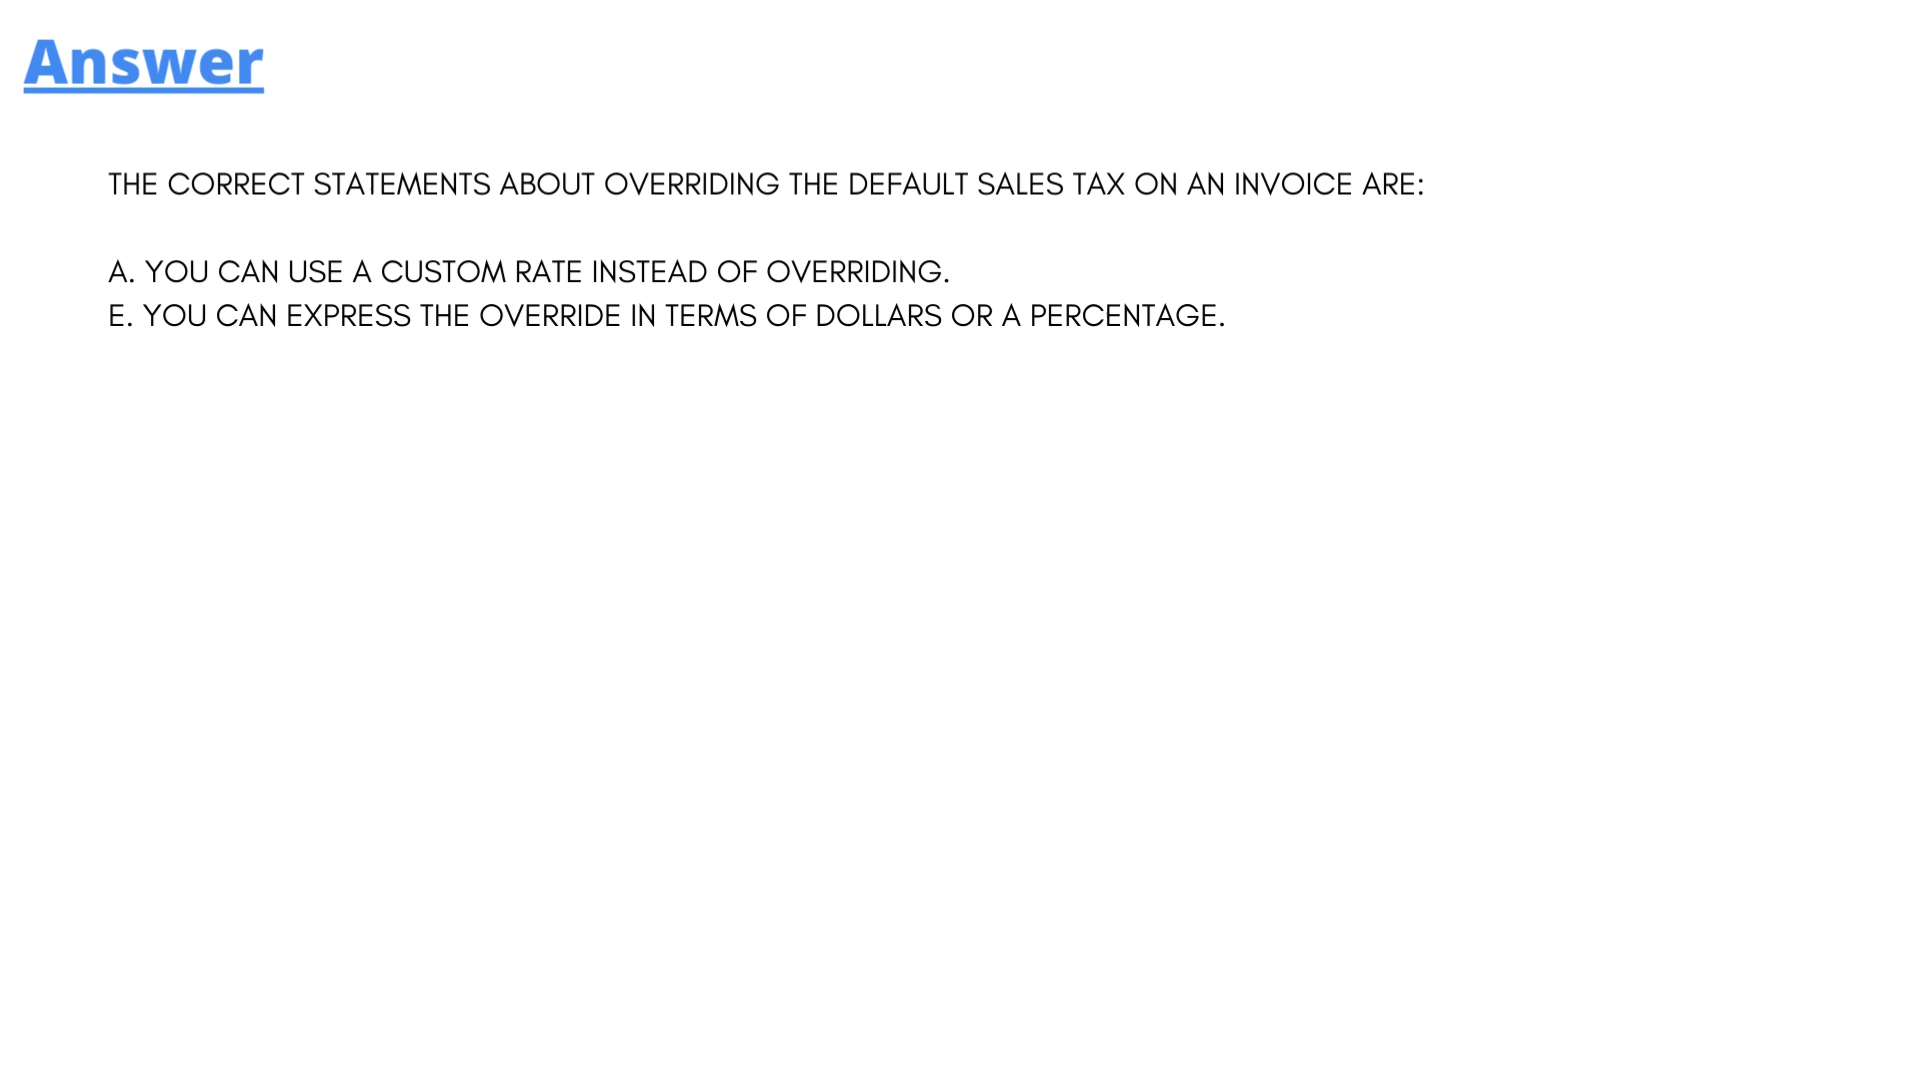 Answer
THE CORRECT STATEMENTS ABOUT OVERRIDING THE DEFAULT SALES TAX ON AN INVOICE ARE:
A. YOU CAN USE A CUSTOM RATE INSTEAD OF OVERRIDING.
E. YOU CAN EXPRESS THE OVERRIDE IN TERMS OF DOLLARS OR A PERCENTAGE.